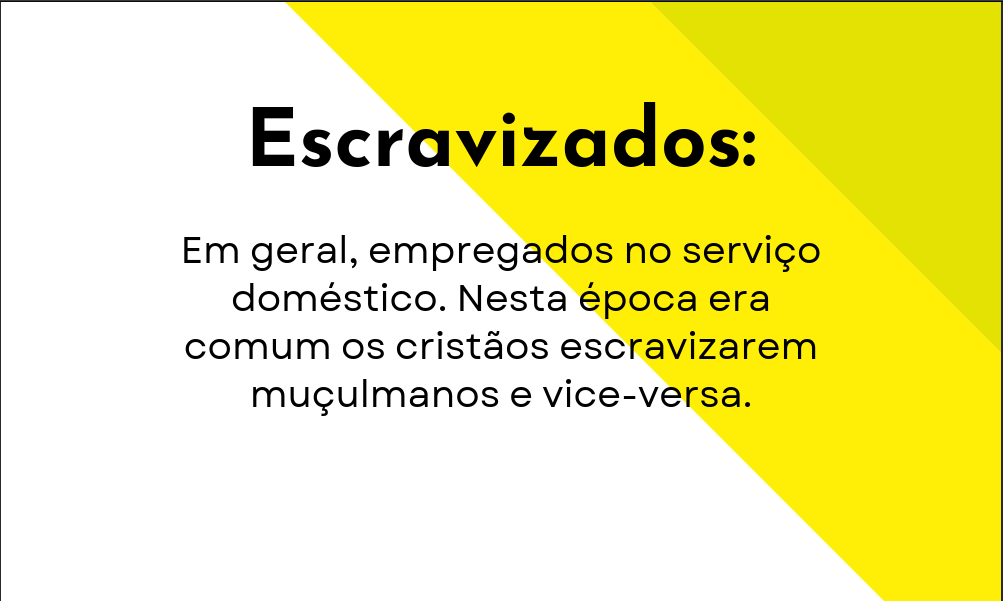 Escravizados:
Em geral, empregados no serviço
doméstico. Nesta época era
comum os cristãos escravizarem
muçulmanos e vice-versa.